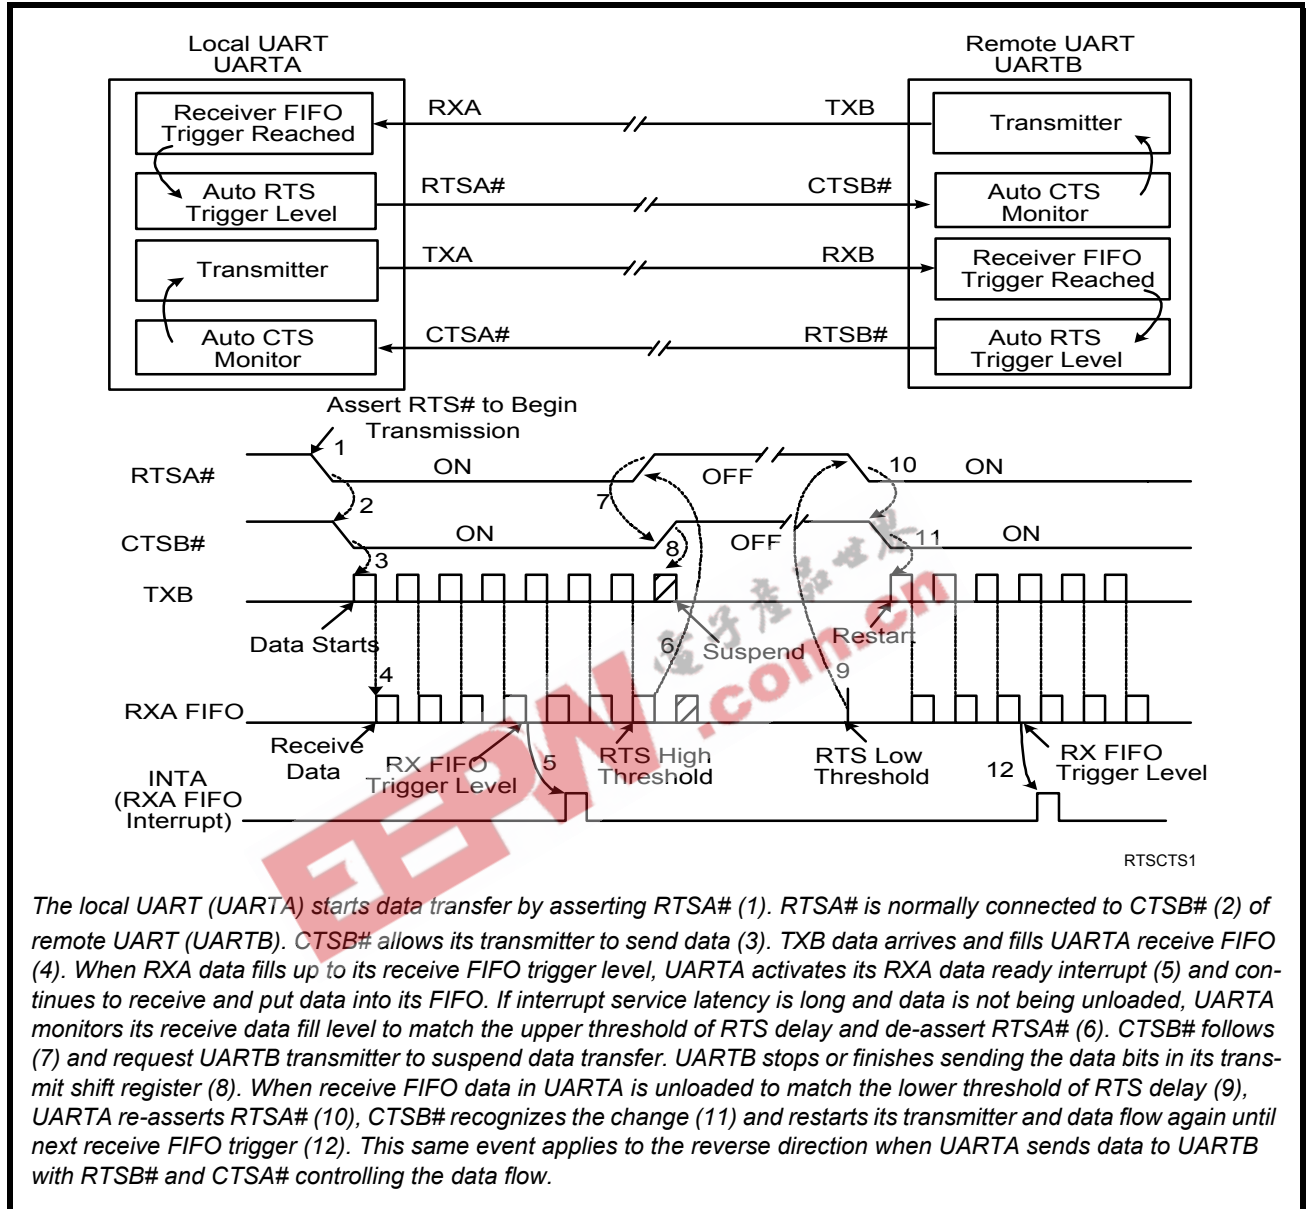 Local UART
UARTA
Remote UART
UARTB
Receiver FIFO
Trigger Reached
RXA
TXB
Transmitter
Auto RTS
Trigger Level
RTSA#
CTSB#
Auto CTS
Monitor
Transmitter
TXA
RXB
Receiver FIFO
Trigger Reached
Auto CTS
Monitor
CTSA#
RTSB#
Auto RTS
Trigger Level
Assert RTS# to Begin
Transmission
RTSA#
1
ON
OFF
10
ON
2
7
CTSB#
ON
8
OFF
11
ON
3
TXB
Data Starts
6
Suspend
Restart
4
9
RXA FIFO
Receive
Data
RX FIFO
Trigger Level
5
RTS High
Threshold
RTS Low
Threshold
12
RX FIFO
Trigger Level
INTA
(RXA FIFO
Interrupt)
RTSCTS1
電子產品世界
EEPW.com.cn
The local UART (UARTA) starts data transfer by asserting RTSA# (1). RTSA# is normally connected to CTSB# (2) of
remote UART (UARTB). CTSB# allows its transmitter to send data (3). TXB data arrives and fills UARTA receive FIFO
(4). When RXA data fills up to its receive FIFO trigger level, UARTA activates its RXA data ready interrupt (5) and con-
tinues to receive and put data into its FIFO. If interrupt service latency is long and data is not being unloaded, UARTA
monitors its receive data fill level to match the upper threshold of RTS delay and de-assert RTSA# (6). CTSB# follows
(7) and request UARTB transmitter to suspend data transfer. UARTB stops or finishes sending the data bits in its trans-
mit shift register (8). When receive FIFO data in UARTA is unloaded to match the lower threshold of RTS delay (9),
UARTA re-asserts RTSA# (10), CTSB# recognizes the change (11) and restarts its transmitter and data flow again until
next receive FIFO trigger (12). This same event applies to the reverse direction when UARTA sends data to UARTB
with RTSB# and CTSA# controlling the data flow.